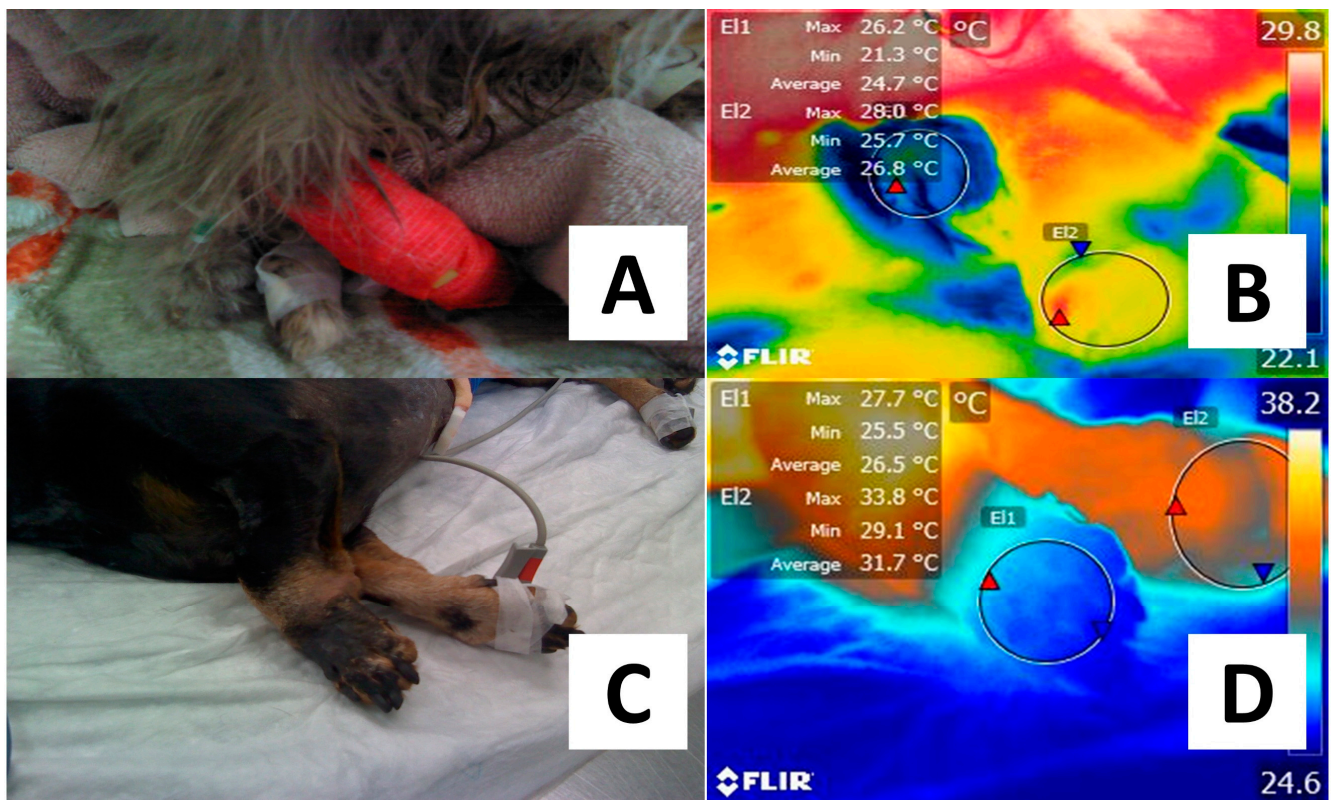 A
El1 Max 26.2 °C °C 29.8
Min 21.3 °C
Average 24.7 °C
El2 Max 28.0 °C
Min 25.7 °C
Average 26.8 °C
El2
B
FLIR
22.1
C
El1 Max 27.7 °C °C 38.2
Min 25.5 °C
Average 26.5 °C
El2 Max 33.8 °C
Min 29.1 °C
Average 31.7 °C
El2
El1
D
FLIR
24.6